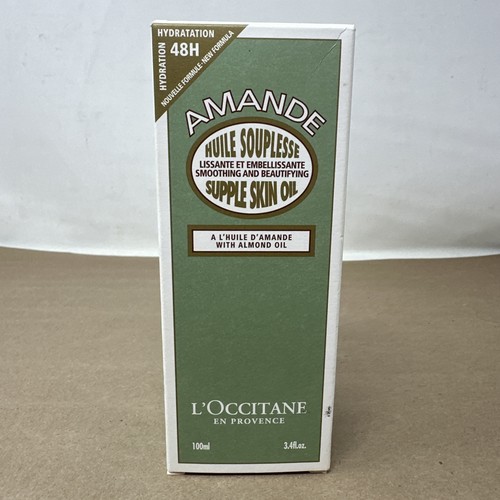 HYDRATATION
HYDRATION
48H
NOUVELLE FORMULE - NEW FORMULA
AMANDE
HUILE SOUPLESSE
LISSANTE ET EMBELLISSANTE
SMOOTHING AND BEAUTIFYING
SUPPLE SKIN OIL
A L'HUILE D'AMANDE
WITH ALMOND OIL
L'OCCITANE
EN PROVENCE
100ml 3.4fl.oz.